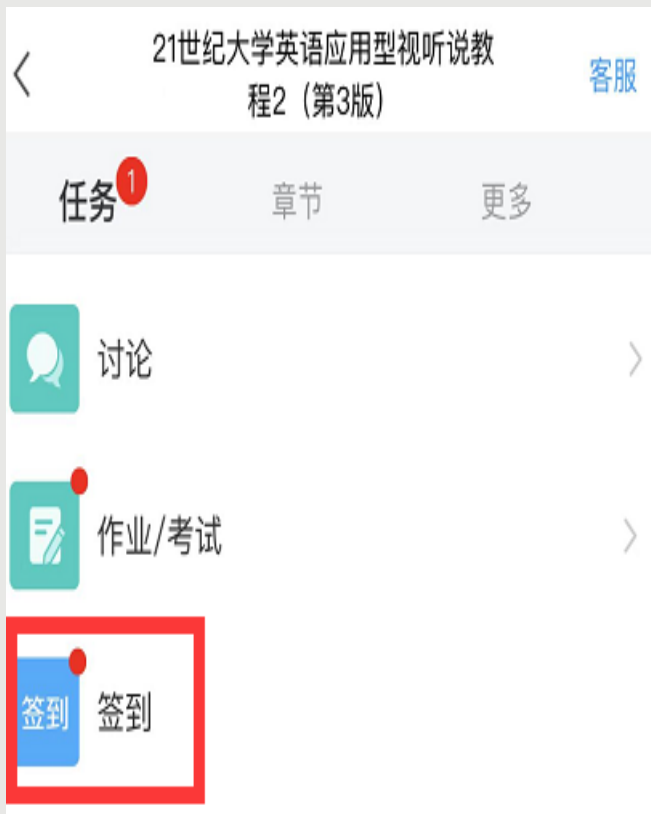 21世纪大学英语应用型视听说教
程2（第3版）
客服
任务 1
章节
更多
讨论
作业/考试
签到 签到